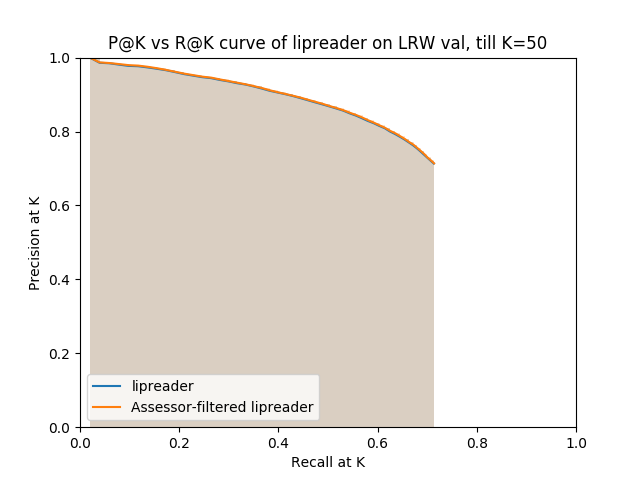 P@K vs R@K curve of lipreader on LRW val, till K=50
1.0
0.8
0.6
0.4
0.2
0.0
Precision at K
lipreader
Assessor-filtered lipreader
0.0 0.2 0.4 0.6 0.8 1.0
Recall at K